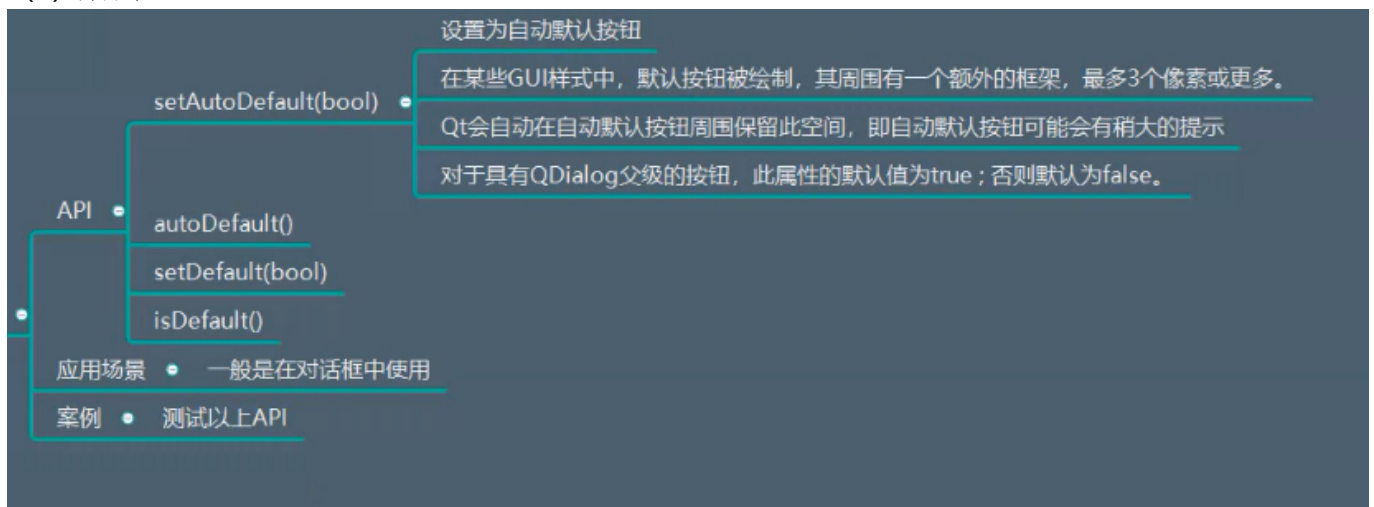 设置为自动默认按钮
在某些GUI样式中，默认按钮被绘制，其周围有一个额外的框架，最多3个像素或更多。
setAutoDefault(bool)
Qt会自动在自动默认按钮周围保留此空间，即自动默认按钮可能会有稍大的提示
对于具有QDialog父级的按钮，此属性的默认值为true；否则默认为false。
API
autoDefault()
setDefault(bool)
isDefault()
应用场景 一般是在对话框中使用
案例 测试以上API